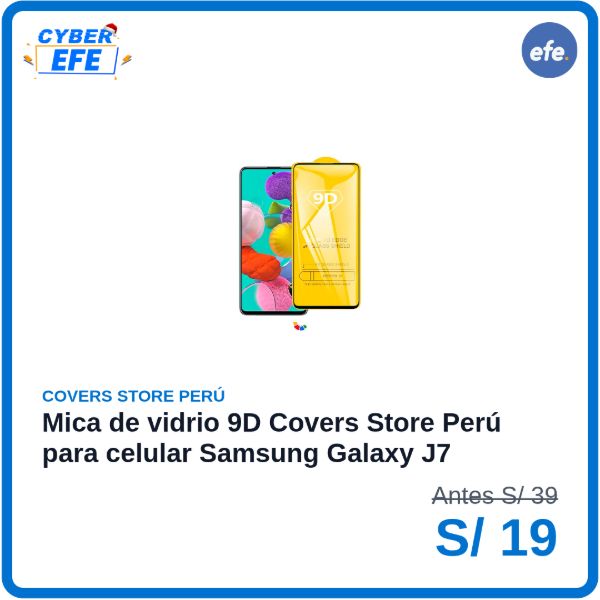 CYBER
EFE
efe.
9D
COVERS STORE PERÚ
Mica de vidrio 9D Covers Store Perú
para celular Samsung Galaxy J7
Antes S/ 39
S/ 19